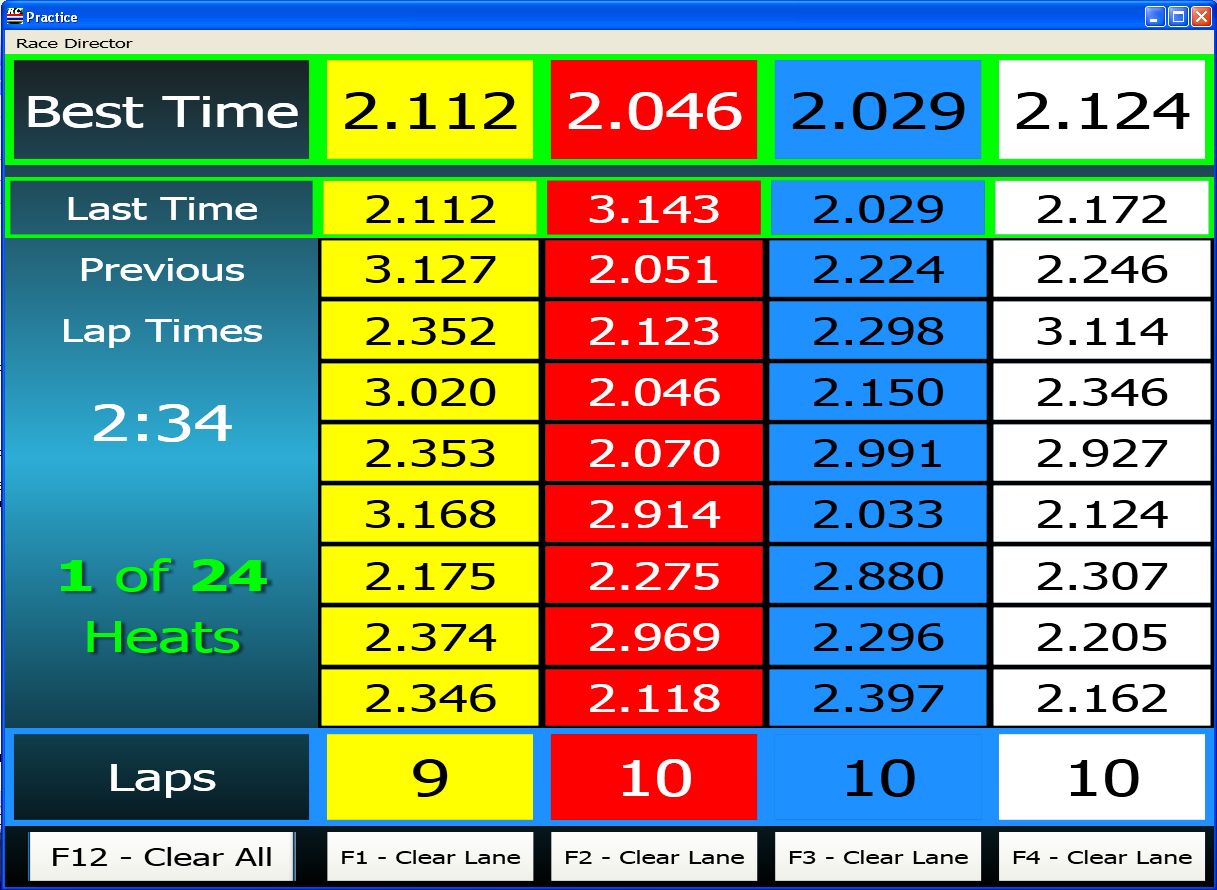 RC Practice
Race Director
Best Time 2.112 2.046 2.029 2.124
Last Time 2.112 3.143 2.029 2.172
Previous 3.127 2.051 2.224 2.246
Lap Times 2.352 2.123 2.298 3.114
3.020 2.046 2.150 2.346
2:34
2.353 2.070 2.991 2.927
3.168 2.914 2.033 2.124
1 of 24 2.175 2.275 2.880 2.307
Heats 2.374 2.969 2.296 2.205
2.346 2.118 2.397 2.162
Laps 9 10 10 10
F12 - Clear All F1 - Clear Lane F2 - Clear Lane F3 - Clear Lane F4 - Clear Lane